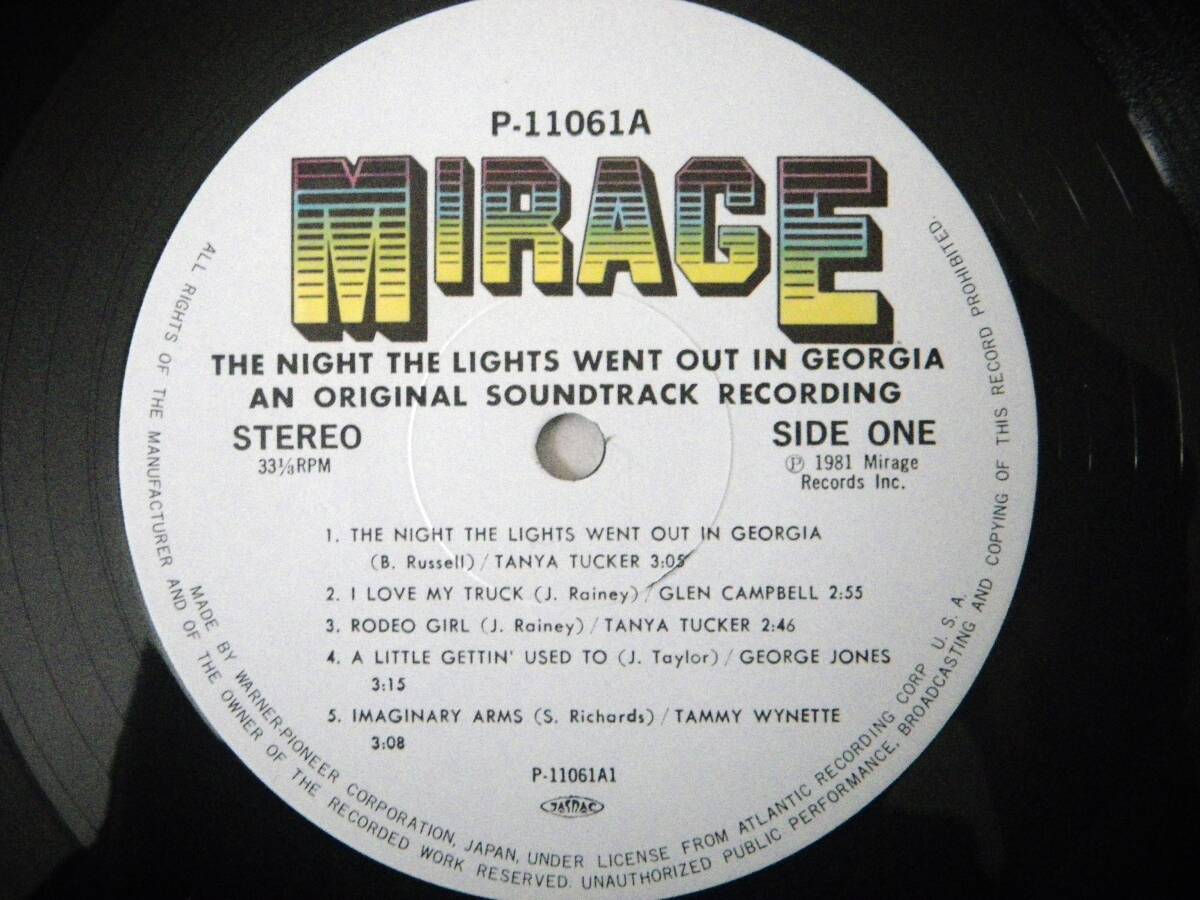 P-11061A
MIRAGE
THE NIGHT THE LIGHTS WENT OUT IN GEORGIA
AN ORIGINAL SOUNDTRACK RECORDING
STEREO
33⅓RPM
SIDE ONE
Ⓟ 1981 Mirage
Records Inc.
1. THE NIGHT THE LIGHTS WENT OUT IN GEORGIA
(B. Russell) / TANYA TUCKER 3:05
2. I LOVE MY TRUCK (J. Rainey) / GLEN CAMPBELL 2:55
3. RODEO GIRL (J. Rainey) / TANYA TUCKER 2:46
4. A LITTLE GETTIN' USED TO (J. Taylor) / GEORGE JONES
3:15
5. IMAGINARY ARMS (S. Richards) / TAMMY WYNETTE
3:08
P-11061A1
JASRAC
MADE BY WARNER-PIONEER CORPORATION, JAPAN, UNDER LICENSE FROM ATLANTIC RECORDING CORP. U. S. A.
ALL RIGHTS OF THE MANUFACTURER AND OF THE OWNER OF THE RECORDED WORK RESERVED. UNAUTHORIZED PUBLIC PERFORMANCE, BROADCASTING AND COPYING OF THIS RECORD PROHIBITED.